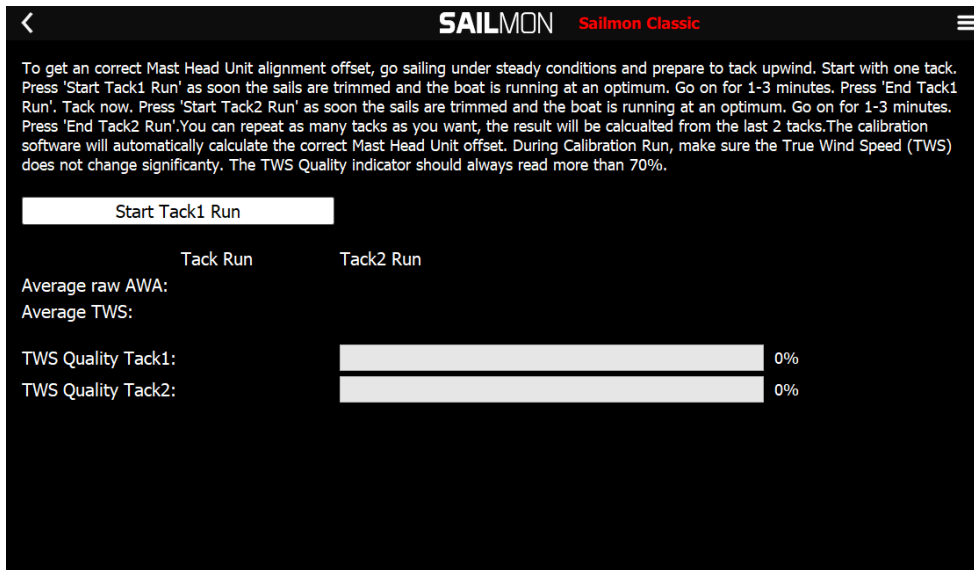 SAILMON Sailmon Classic
To get an correct Mast Head Unit alignment offset, go sailing under steady conditions and prepare to tack upwind. Start with one tack.
Press 'Start Tack1 Run' as soon the sails are trimmed and the boat is running at an optimum. Go on for 1-3 minutes. Press 'End Tack1
Run'. Tack now. Press 'Start Tack2 Run' as soon the sails are trimmed and the boat is running at an optimum. Go on for 1-3 minutes.
Press 'End Tack2 Run'.You can repeat as many tacks as you want, the result will be calcualted from the last 2 tacks.The calibration
software will automatically calculate the correct Mast Head Unit offset. During Calibration Run, make sure the True Wind Speed (TWS)
does not change significanty. The TWS Quality indicator should always read more than 70%.
Start Tack1 Run
Tack Run Tack2 Run
Average raw AWA:
Average TWS:
TWS Quality Tack1: 0%
TWS Quality Tack2: 0%